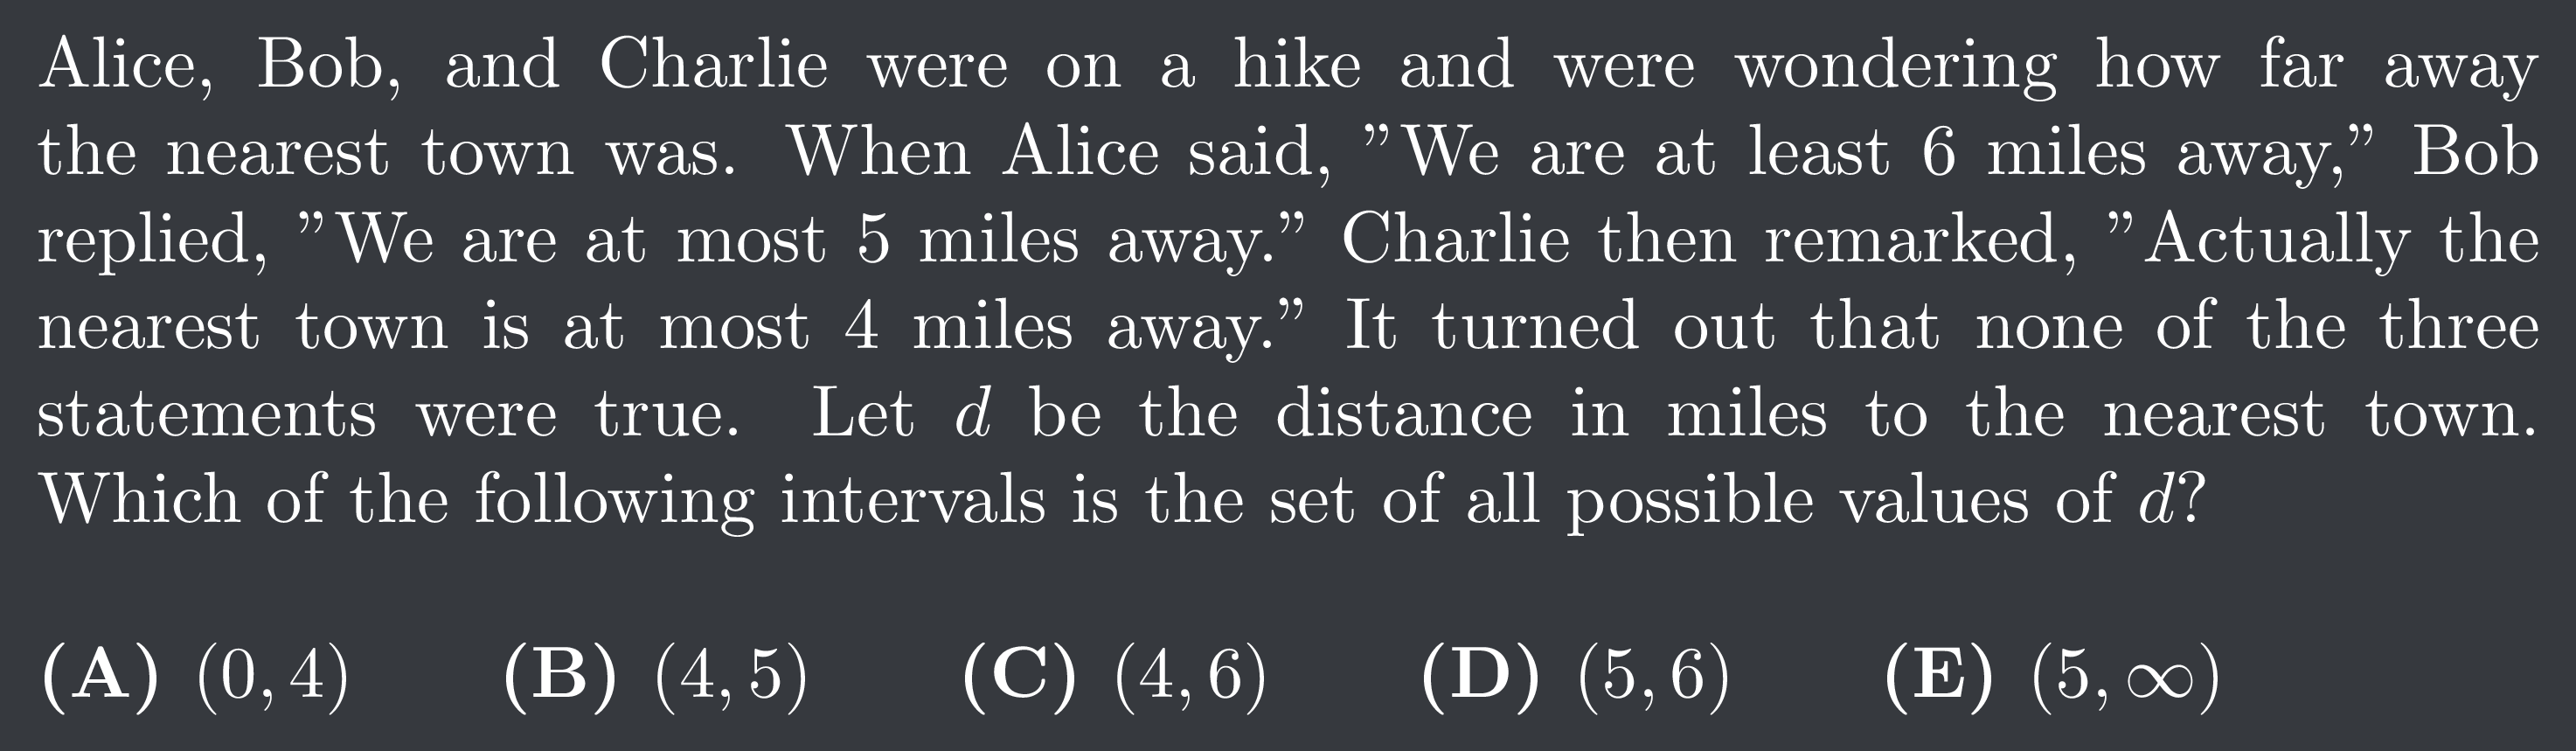 Alice, Bob, and Charlie were on a hike and were wondering how far away
the nearest town was. When Alice said, ”We are at least 6 miles away,” Bob
replied, ”We are at most 5 miles away.” Charlie then remarked, ”Actually the
nearest town is at most 4 miles away.” It turned out that none of the three
statements were true. Let d be the distance in miles to the nearest town.
Which of the following intervals is the set of all possible values of d?
(A) (0, 4) (B) (4, 5) (C) (4, 6) (D) (5, 6) (E) (5, ∞)